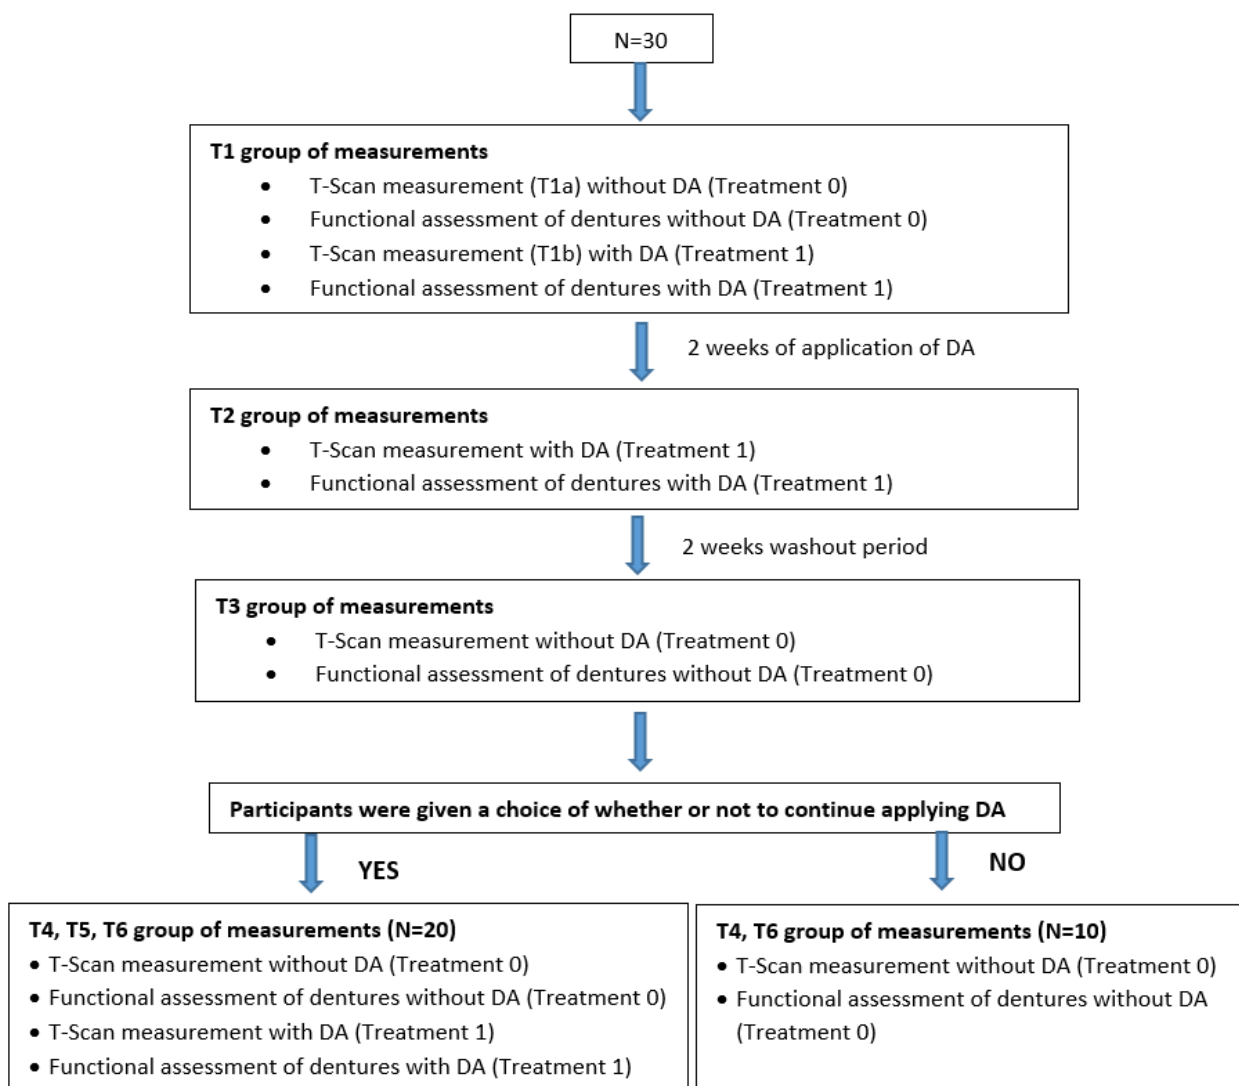 N=30
T1 group of measurements
• T-Scan measurement (T1a) without DA (Treatment 0)
• Functional assessment of dentures without DA (Treatment 0)
• T-Scan measurement (T1b) with DA (Treatment 1)
• Functional assessment of dentures with DA (Treatment 1)
2 weeks of application of DA
T2 group of measurements
• T-Scan measurement with DA (Treatment 1)
• Functional assessment of dentures with DA (Treatment 1)
2 weeks washout period
T3 group of measurements
• T-Scan measurement without DA (Treatment 0)
• Functional assessment of dentures without DA (Treatment 0)
Participants were given a choice of whether or not to continue applying DA
YES
NO
T4, T5, T6 group of measurements (N=20)
• T-Scan measurement without DA (Treatment 0)
• Functional assessment of dentures without DA (Treatment 0)
• T-Scan measurement with DA (Treatment 1)
• Functional assessment of dentures with DA (Treatment 1)
T4, T6 group of measurements (N=10)
• T-Scan measurement without DA (Treatment 0)
• Functional assessment of dentures without DA
(Treatment 0)